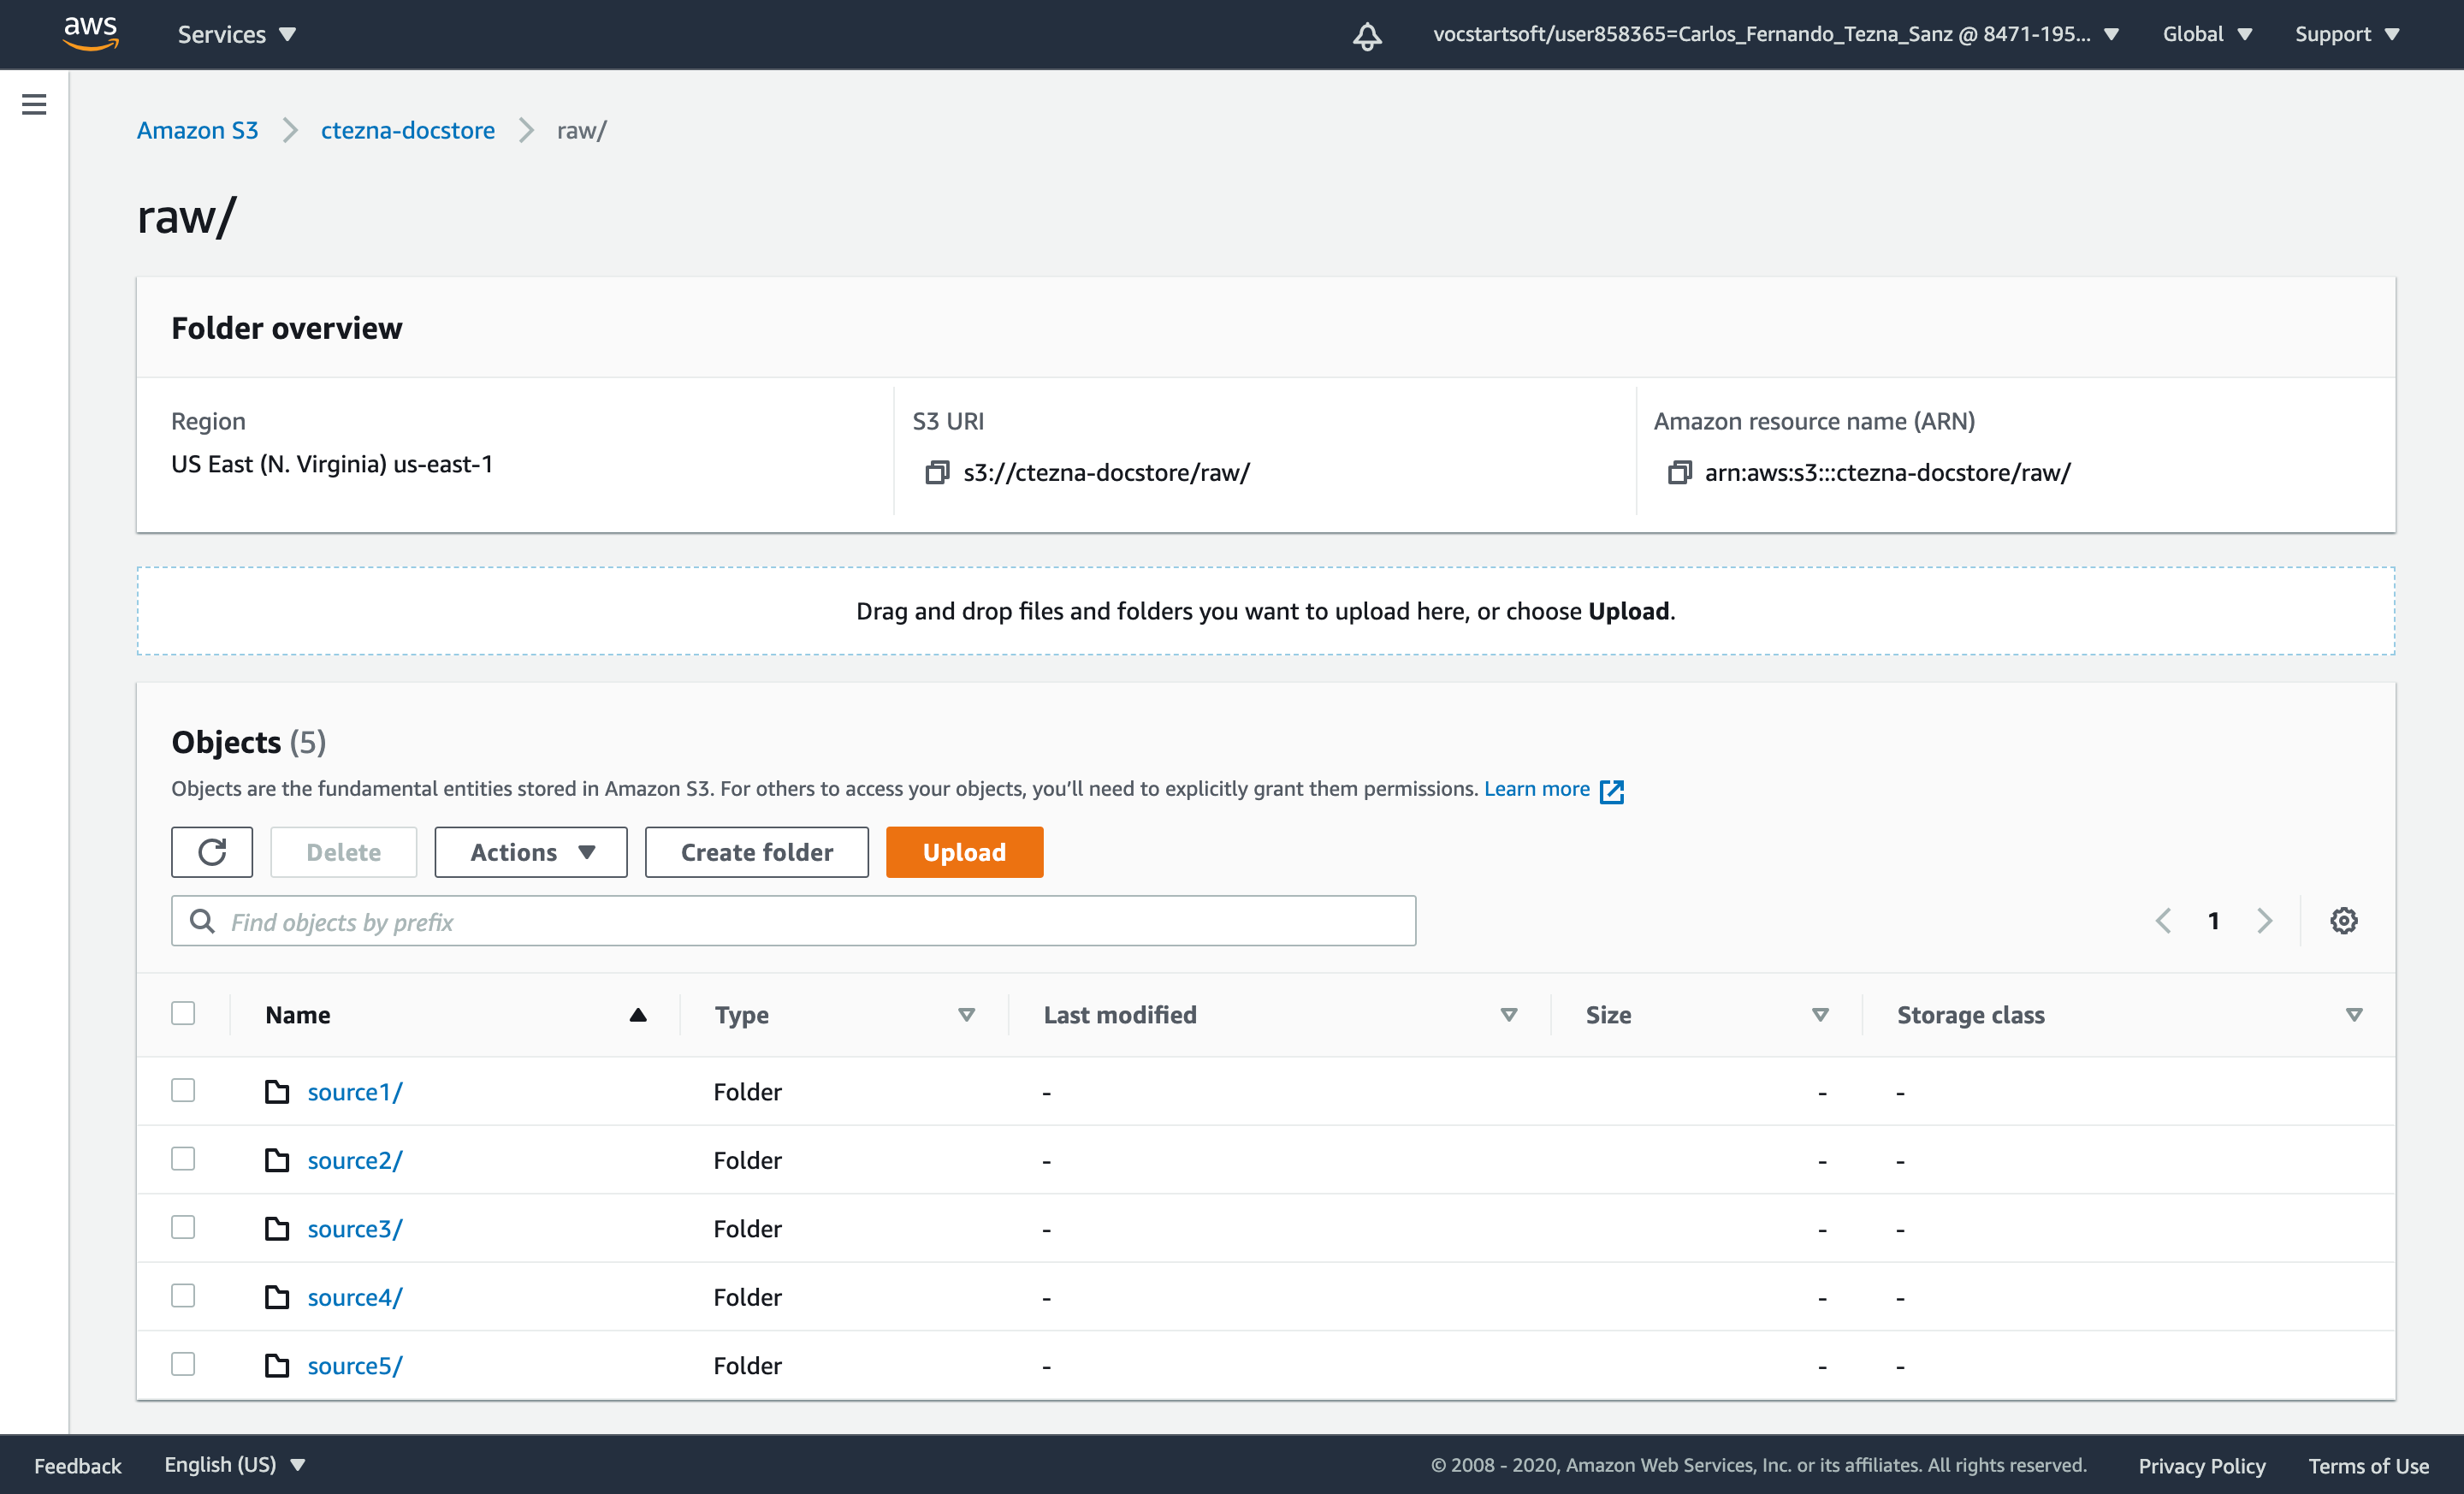 aws Services vocstartsoft/user858365=Carlos_Fernando_Tezna_Sanz @ 8471-195... Global Support
Amazon S3 ctezna-docstore raw/
raw/
Folder overview
Region S3 URI Amazon resource name (ARN)
US East (N. Virginia) us-east-1 s3://ctezna-docstore/raw/ arn:aws:s3:::ctezna-docstore/raw/
Drag and drop files and folders you want to upload here, or choose Upload.
Objects (5)
Objects are the fundamental entities stored in Amazon S3. For others to access your objects, you’ll need to explicitly grant them permissions. Learn more
Delete Actions Create folder Upload
Find objects by prefix 1
Name Type Last modified Size Storage class
source1/ Folder - - -
source2/ Folder - - -
source3/ Folder - - -
source4/ Folder - - -
source5/ Folder - - -
Feedback English (US) © 2008 - 2020, Amazon Web Services, Inc. or its affiliates. All rights reserved. Privacy Policy Terms of Use